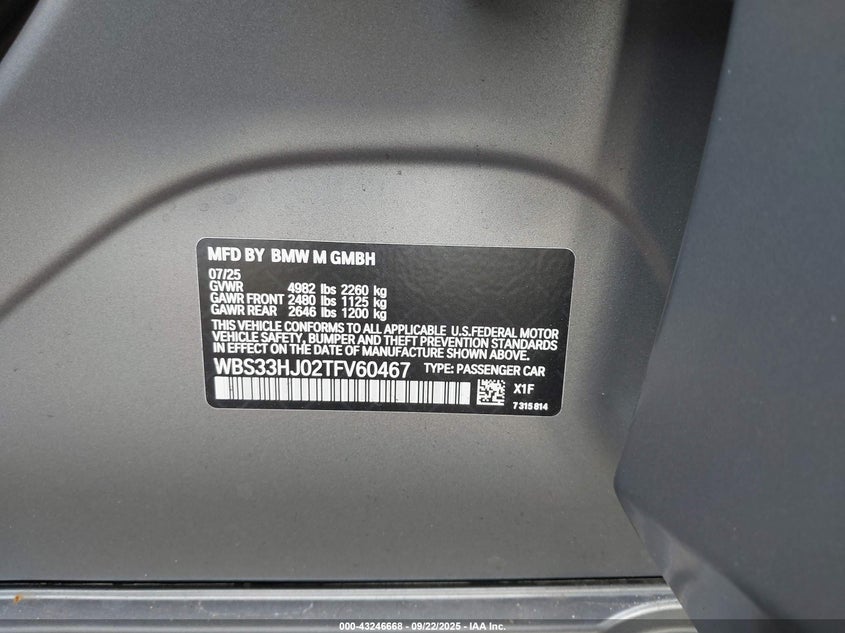 MFD BY BMW M GMBH
07/25
GVWR 4982 lbs 2260 kg
GAWR FRONT 2480 lbs 1125 kg
GAWR REAR 2646 lbs 1200 kg
THIS VEHICLE CONFORMS TO ALL APPLICABLE U.S.FEDERAL MOTOR
VEHICLE SAFETY, BUMPER AND THEFT PREVENTION STANDARDS
IN EFFECT ON THE DATE OF MANUFACTURE SHOWN ABOVE.
WBS33HJ02TFV60467 TYPE: PASSENGER CAR
X1F
7 315 814
000-43246668 - 09/22/2025 - IAA Inc.